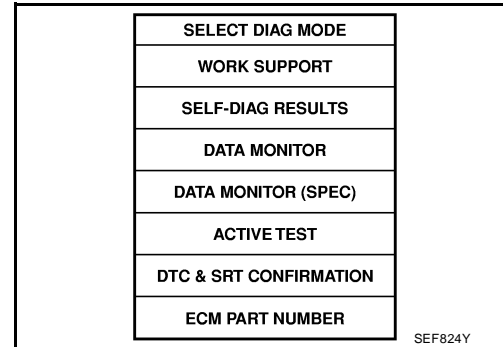 SELECT DIAG MODE
WORK SUPPORT
SELF-DIAG RESULTS
DATA MONITOR
DATA MONITOR (SPEC)
ACTIVE TEST
DTC & SRT CONFIRMATION
ECM PART NUMBER
SEF824Y